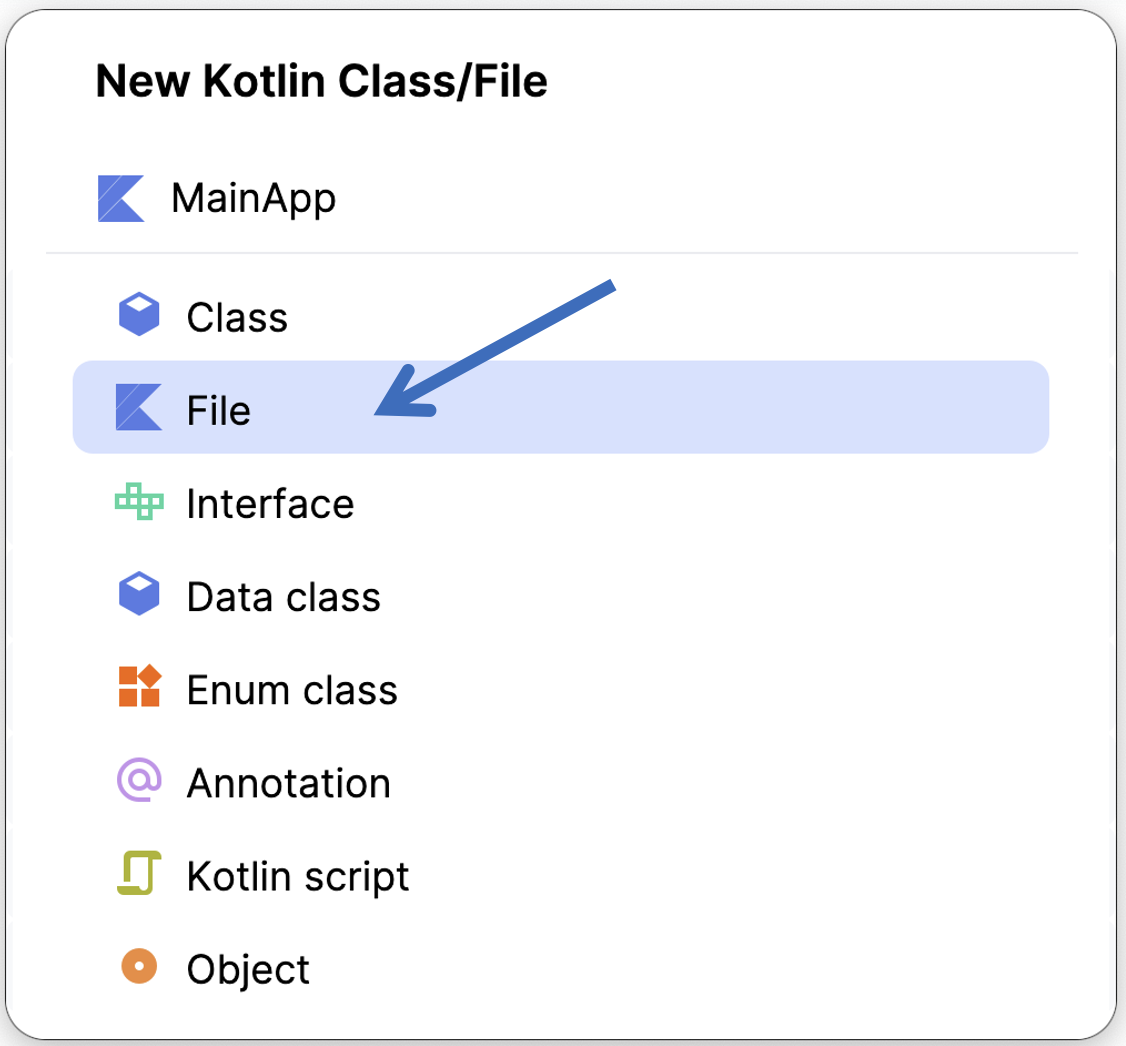 New Kotlin Class/File
MainApp
Class
File
Interface
Data class
Enum class
Annotation
Kotlin script
Object